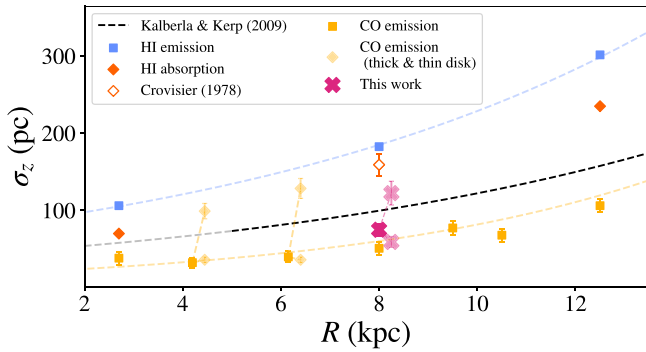 Kalberla & Kerp (2009)
HI emission
HI absorption
Crovisier (1978)
CO emission
CO emission
(thick & thin disk)
This work
300
200
100
σz (pc)
2 4 6 8 10 12
R (kpc)